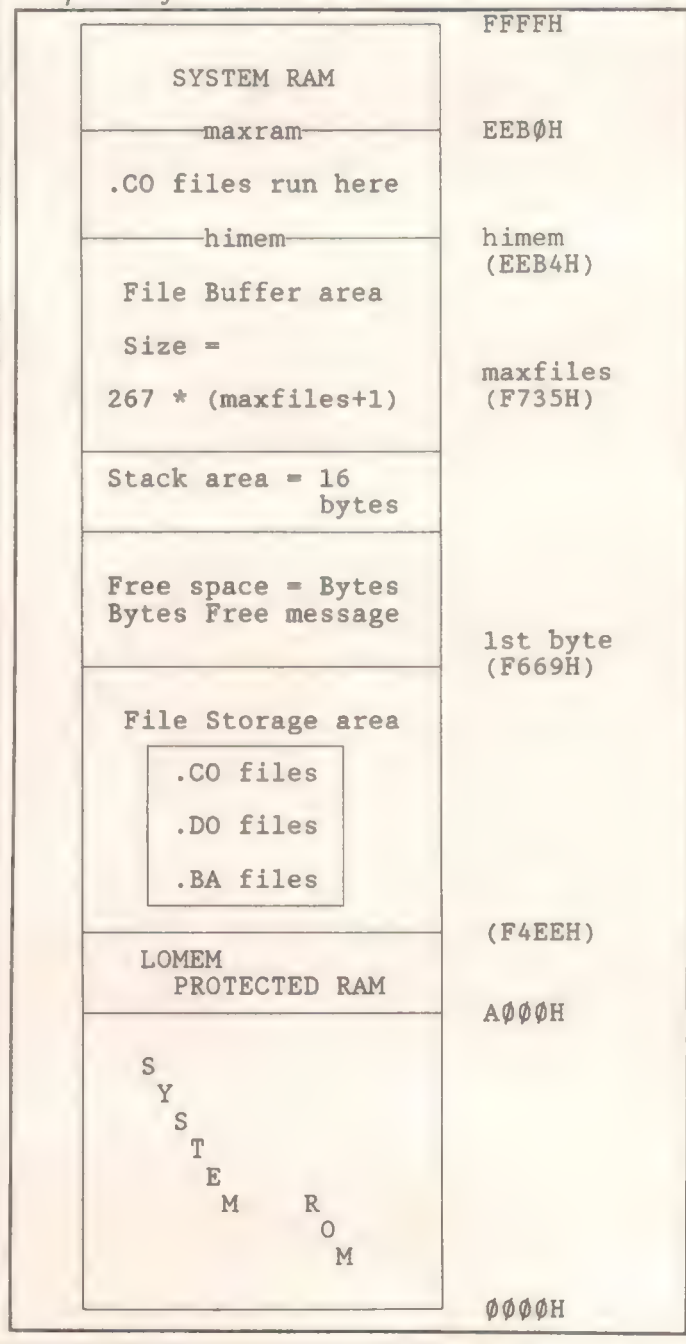 FFFFH
SYSTEM RAM
maxram
EEBØH
.CO files run here
himem
himem
(EEB4H)
File Buffer area
Size =
267 * (maxfiles+1)
maxfiles
(F735H)
Stack area = 16
bytes
Free space = Bytes
Bytes Free message
1st byte
(F669H)
File Storage area
.CO files
.DO files
.BA files
(F4EEH)
LOMEM
PROTECTED RAM
AØØØH
SYSTEM ROM
ØØØØH